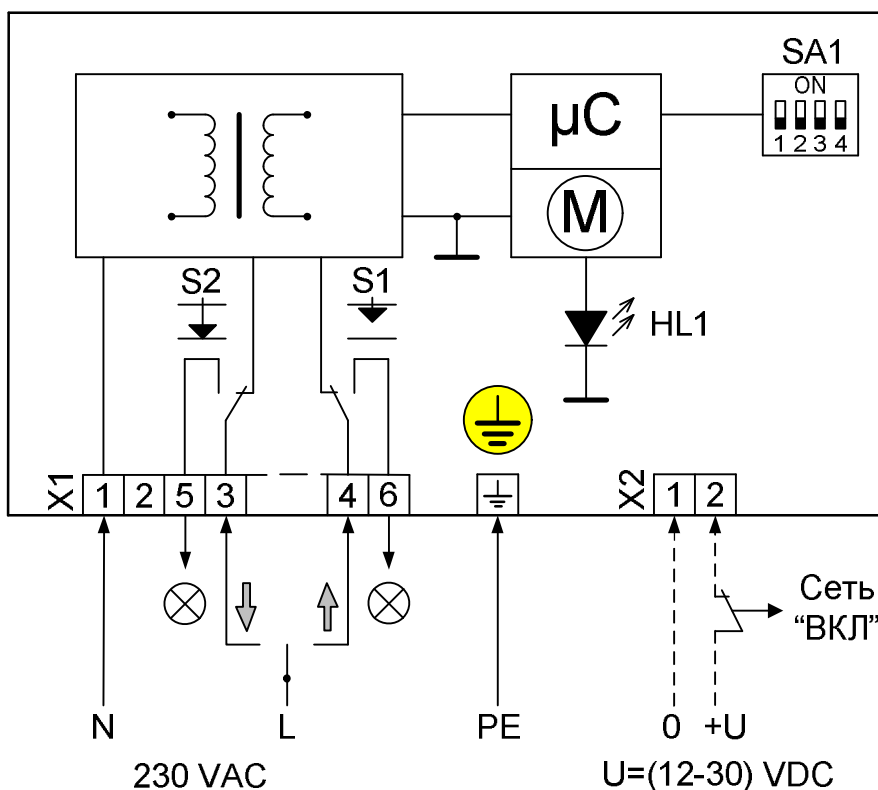 SA1
ON
1 2 3 4
µC
M
S2
S1
HL1
X1
1 2 5 3
4 6
X2
1 2
Сеть
“ВКЛ”
N
L
PE
0 +U
230 VAC
U=(12-30) VDC